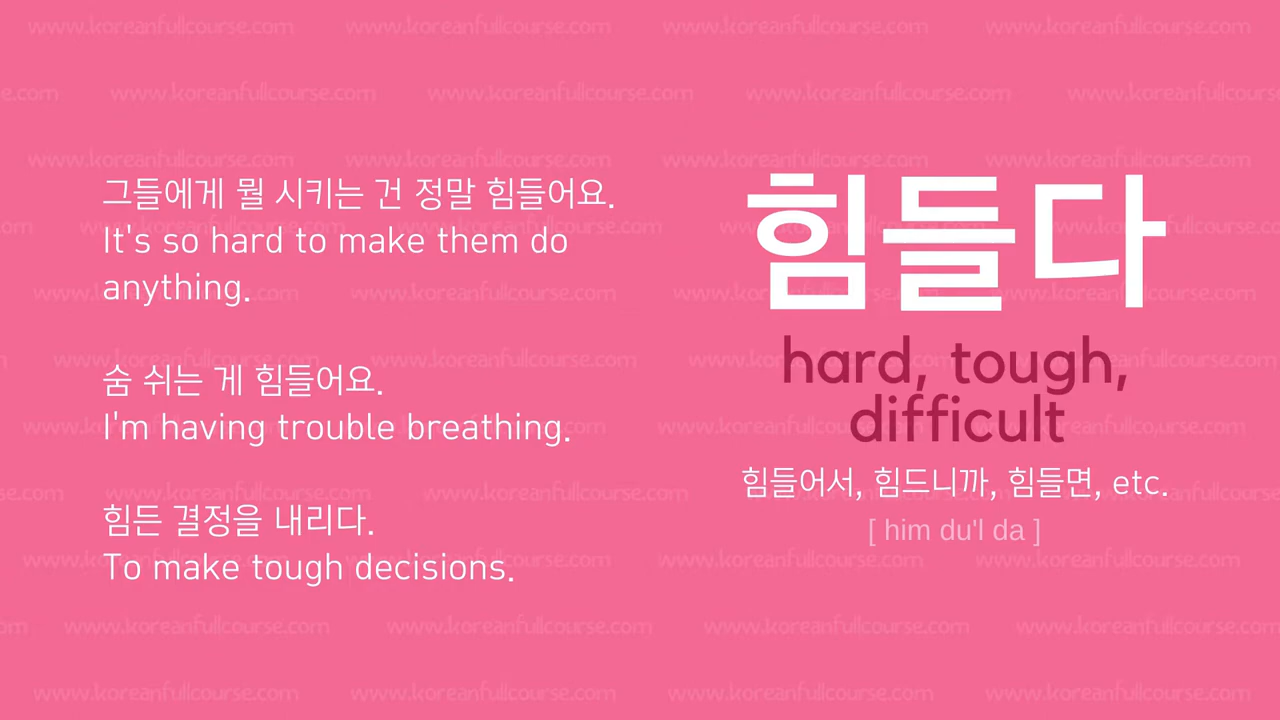 그들에게 뭘 시키는 건 정말 힘들어요.
It's so hard to make them do
anything.
숨 쉬는 게 힘들어요.
I'm having trouble breathing.
힘든 결정을 내리다.
To make tough decisions.
힘들다
hard, tough,
difficult
힘들어서, 힘드니까, 힘들면, etc.
[ him du'l da ]
www.koreanfullcourse.com